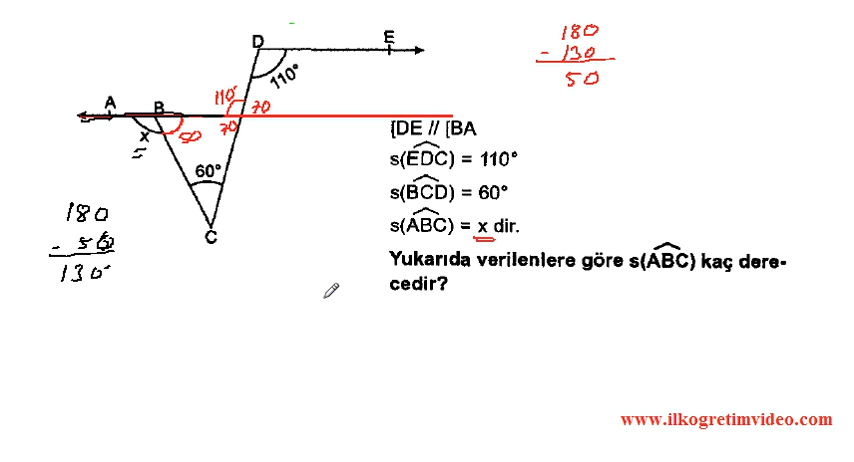 D
E
110°
180
- 130
50
A
B
110°
70
70
50
x
60°
C
[DE // [BA
s(EDC) = 110°
s(BCD) = 60°
s(ABC) = x dir.
Yukarıda verilenlere göre s(ABC) kaç dere-
cedir?
180
- 50
130°
www.ilkogretimvideo.com